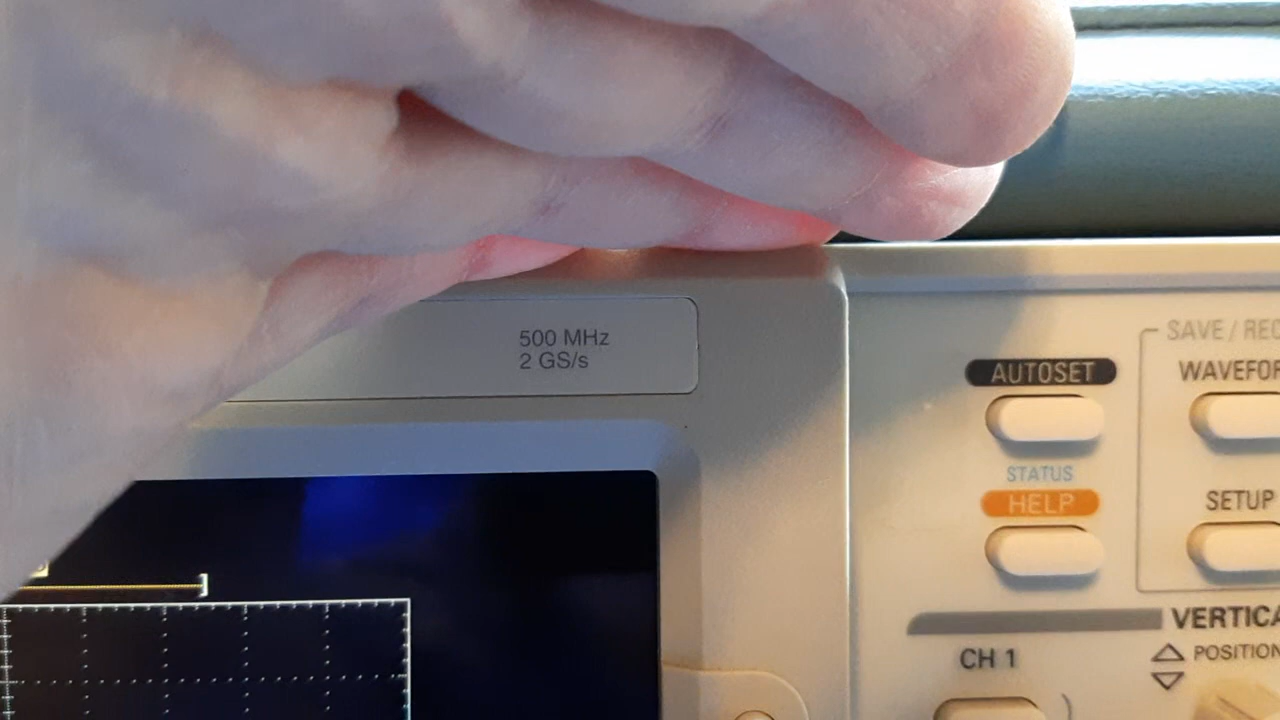 500 MHz
2 GS/s
AUTOSET
SAVE / REC
WAVEFOR
STATUS
HELP
SETUP
VERTICA
CH 1
POSITION